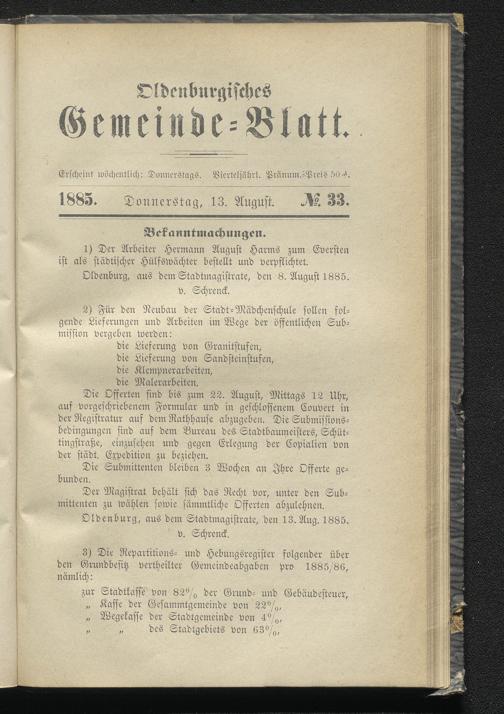 Oldenburgisches
Gemeinde-Blatt.
Erscheint wöchentlich: Donnerstags. Vierteljährl. Pränum.-Preis 50 ₰.
1885. Donnerstag, 13. August. № 33.
Bekanntmachungen.
1) Der Arbeiter Hermann August Harms zum Eversten
ist als städtischer Hülfswächter bestellt und verpflichtet.
Oldenburg, aus dem Stadtmagistrate, den 8. August 1885.
v. Schrenck.
2) Für den Neubau der Stadt-Mädchenschule sollen fol-
gende Lieferungen und Arbeiten im Wege der öffentlichen Sub-
mission vergeben werden:
die Lieferung von Granitstufen,
die Lieferung von Sandsteinstufen,
die Klempnerarbeiten,
die Malerarbeiten.
Die Offerten sind bis zum 22. August, Mittags 12 Uhr,
auf vorgeschriebenem Formular und in geschlossenem Couvert in
der Registratur auf dem Rathhause abzugeben. Die Submissions-
bedingungen sind auf dem Bureau des Stadtbaumeisters, Schüt-
tingstraße, einzusehen und gegen Erlegung der Copialien von
der städt. Expedition zu beziehen.
Die Submittenten bleiben 3 Wochen an Ihre Offerte ge-
bunden.
Der Magistrat behält sich das Recht vor, unter den Sub-
mittenten zu wählen sowie sämmtliche Offerten abzulehnen.
Oldenburg, aus dem Stadtmagistrate, den 13. Aug. 1885.
v. Schrenck.
3) Die Repartitions- und Hebungsregister folgender über
den Grundbesitz vertheilter Gemeindeabgaben pro 1885/86,
nämlich:
zur Stadtkasse von 82% der Grund- und Gebäudesteuer,
„ Kasse der Gesammtgemeinde von 22%,
„ Wegekasse der Stadtgemeinde von 4%,
„ „ des Stadtgebiets von 63%,